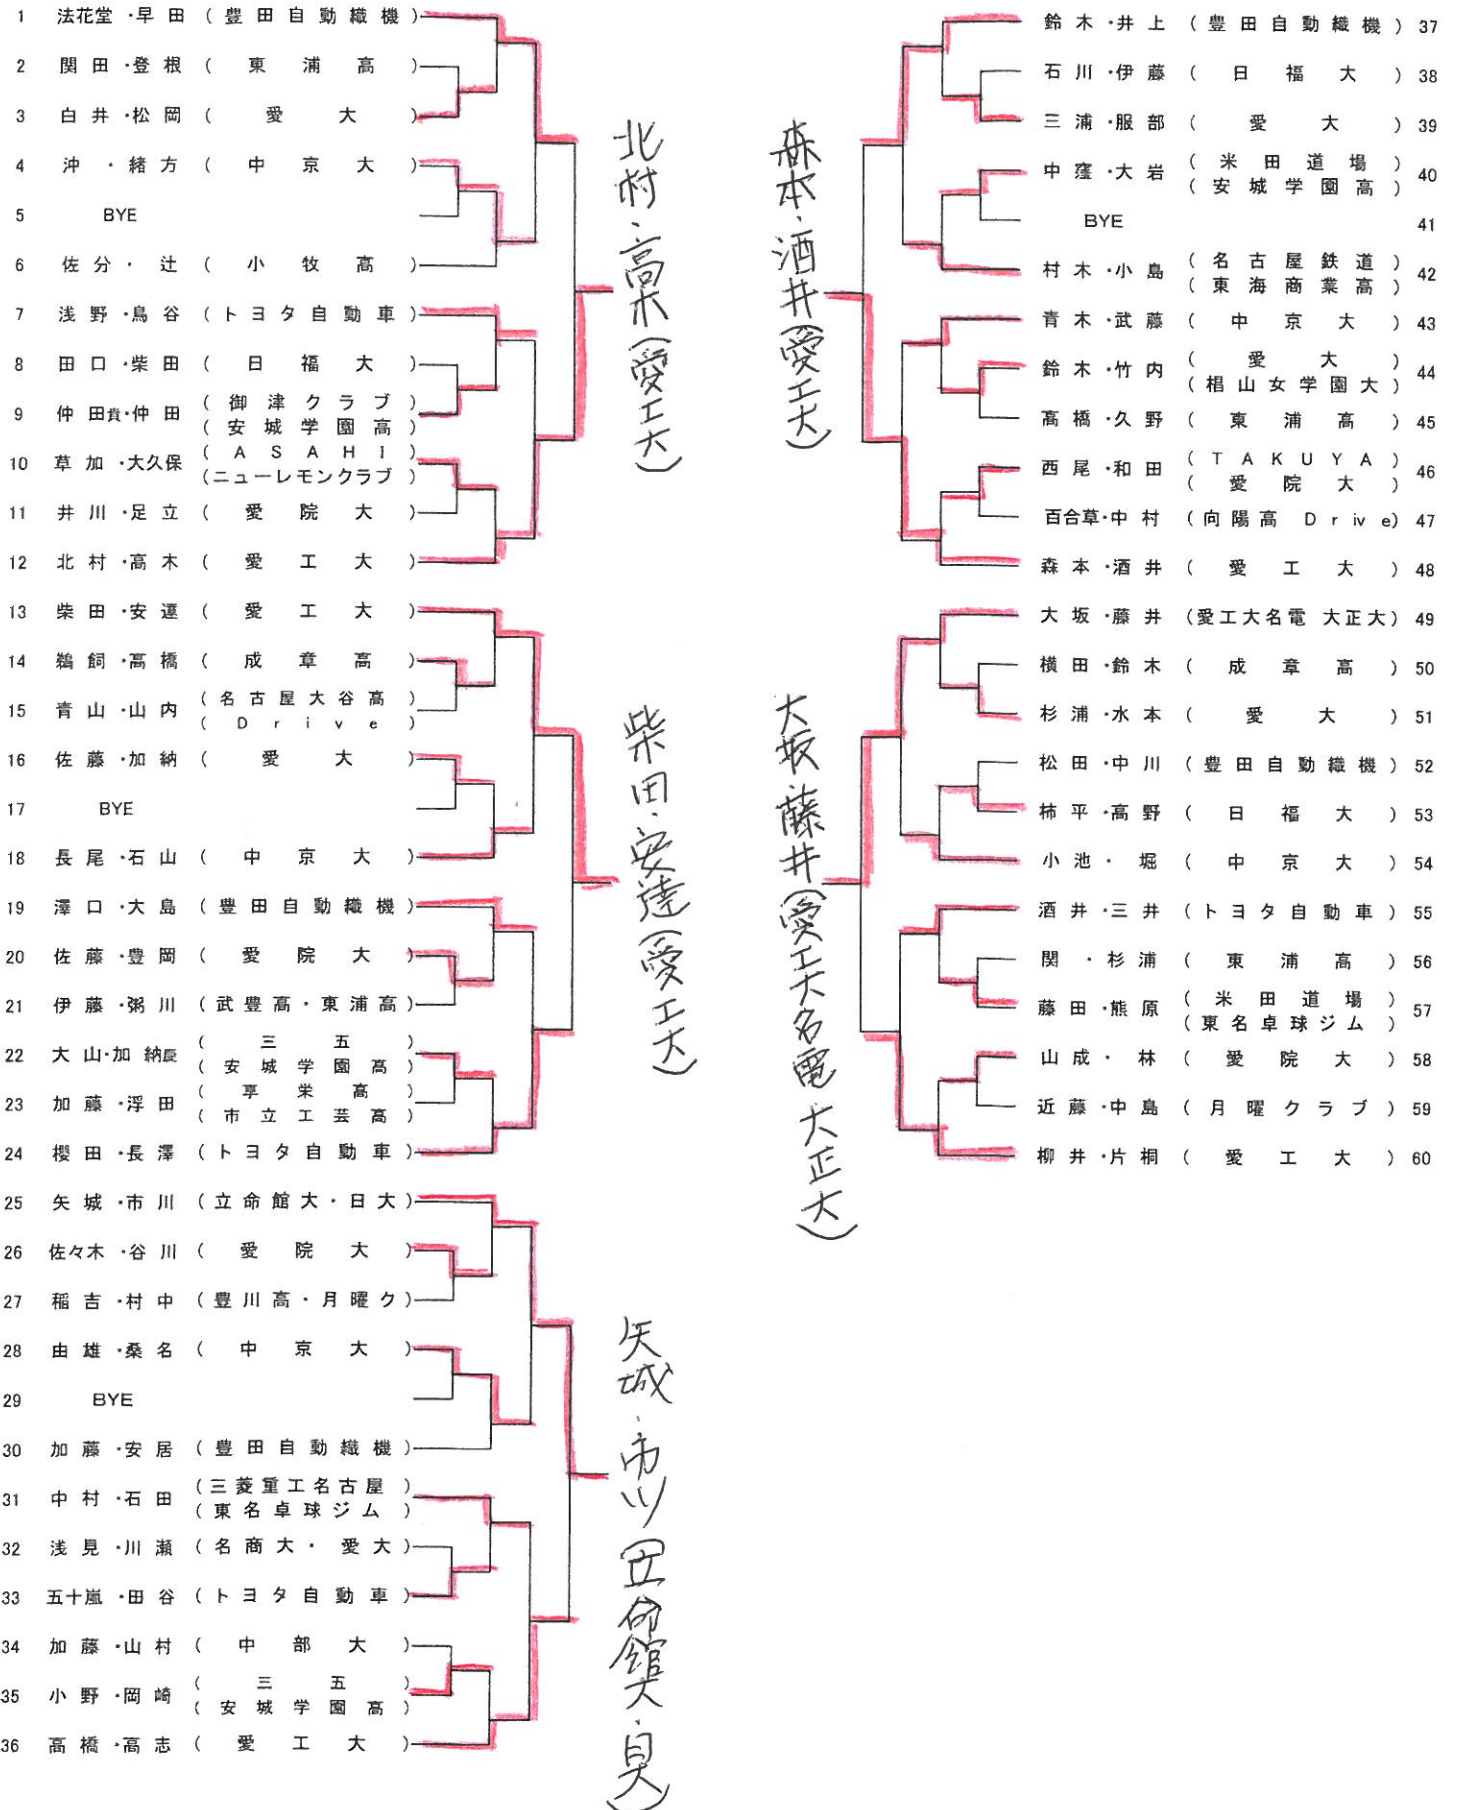 1 法花堂・早田 (豊田自動織機)
2 関田・登根 (東浦高)
3 白井・松岡 (愛大)
4 沖・緒方 (中京大)
5 BYE
6 佐分・辻 (小牧高)
7 浅野・鳥谷 (トヨタ自動車)
8 田口・柴田 (日福大)
9 仲田貴・仲田 (御津クラブ)
(安城学園高)
10 草加・大久保 (ASAHI)
(ニューレモンクラブ)
11 井川・足立 (愛院大)
12 北村・高木 (愛工大)
13 柴田・安達 (愛工大)
14 鵜飼・高橋 (成章高)
15 青山・山内 (名古屋大谷高)
(Drive)
16 佐藤・加納 (愛大)
17 BYE
18 長尾・石山 (中京大)
19 澤口・大島 (豊田自動織機)
20 佐藤・豊岡 (愛院大)
21 伊藤・粥川 (武豊高・東浦高)
22 大山・加納慶 (三五)
(安城学園高)
23 加藤・浮田 (享栄高)
(市立工芸高)
24 櫻田・長澤 (トヨタ自動車)
25 矢城・市川 (立命館大・日大)
26 佐々木・谷川 (愛院大)
27 稲吉・村中 (豊川高・月曜ク)
28 由雄・桑名 (中京大)
29 BYE
30 加藤・安居 (豊田自動織機)
31 中村・石田 (三菱重工名古屋)
(東名卓球ジム)
32 浅見・川瀬 (名商大・愛大)
33 五十嵐・田谷 (トヨタ自動車)
34 加藤・山村 (中部大)
35 小野・岡崎 (三五)
(安城学園高)
36 高橋・高志 (愛工大)
北村・高木(愛工大)
柴田・安達(愛工大)
矢城・市川(立命館大・日大)
森本・酒井(愛工大)
大坂・藤井(愛工大名電 大正大)
鈴木・井上 (豊田自動織機) 37
石川・伊藤 (日福大) 38
三浦・服部 (愛大) 39
中窪・大岩 (米田道場) 40
(安城学園高)
BYE 41
村木・小島 (名古屋鉄道) 42
(東海商業高)
青木・武藤 (中京大) 43
鈴木・竹内 (愛大) 44
(椙山女学園大)
高橋・久野 (東浦高) 45
西尾・和田 (TAKUYA) 46
(愛院大)
百合草・中村 (向陽高 Drive) 47
森本・酒井 (愛工大) 48
大坂・藤井 (愛工大名電 大正大) 49
横田・鈴木 (成章高) 50
杉浦・水本 (愛大) 51
松田・中川 (豊田自動織機) 52
柿平・高野 (日福大) 53
小池・堀 (中京大) 54
酒井・三井 (トヨタ自動車) 55
関・杉浦 (東浦高) 56
藤田・熊原 (米田道場) 57
(東名卓球ジム)
山成・林 (愛院大) 58
近藤・中島 (月曜クラブ) 59
柳井・片桐 (愛工大) 60